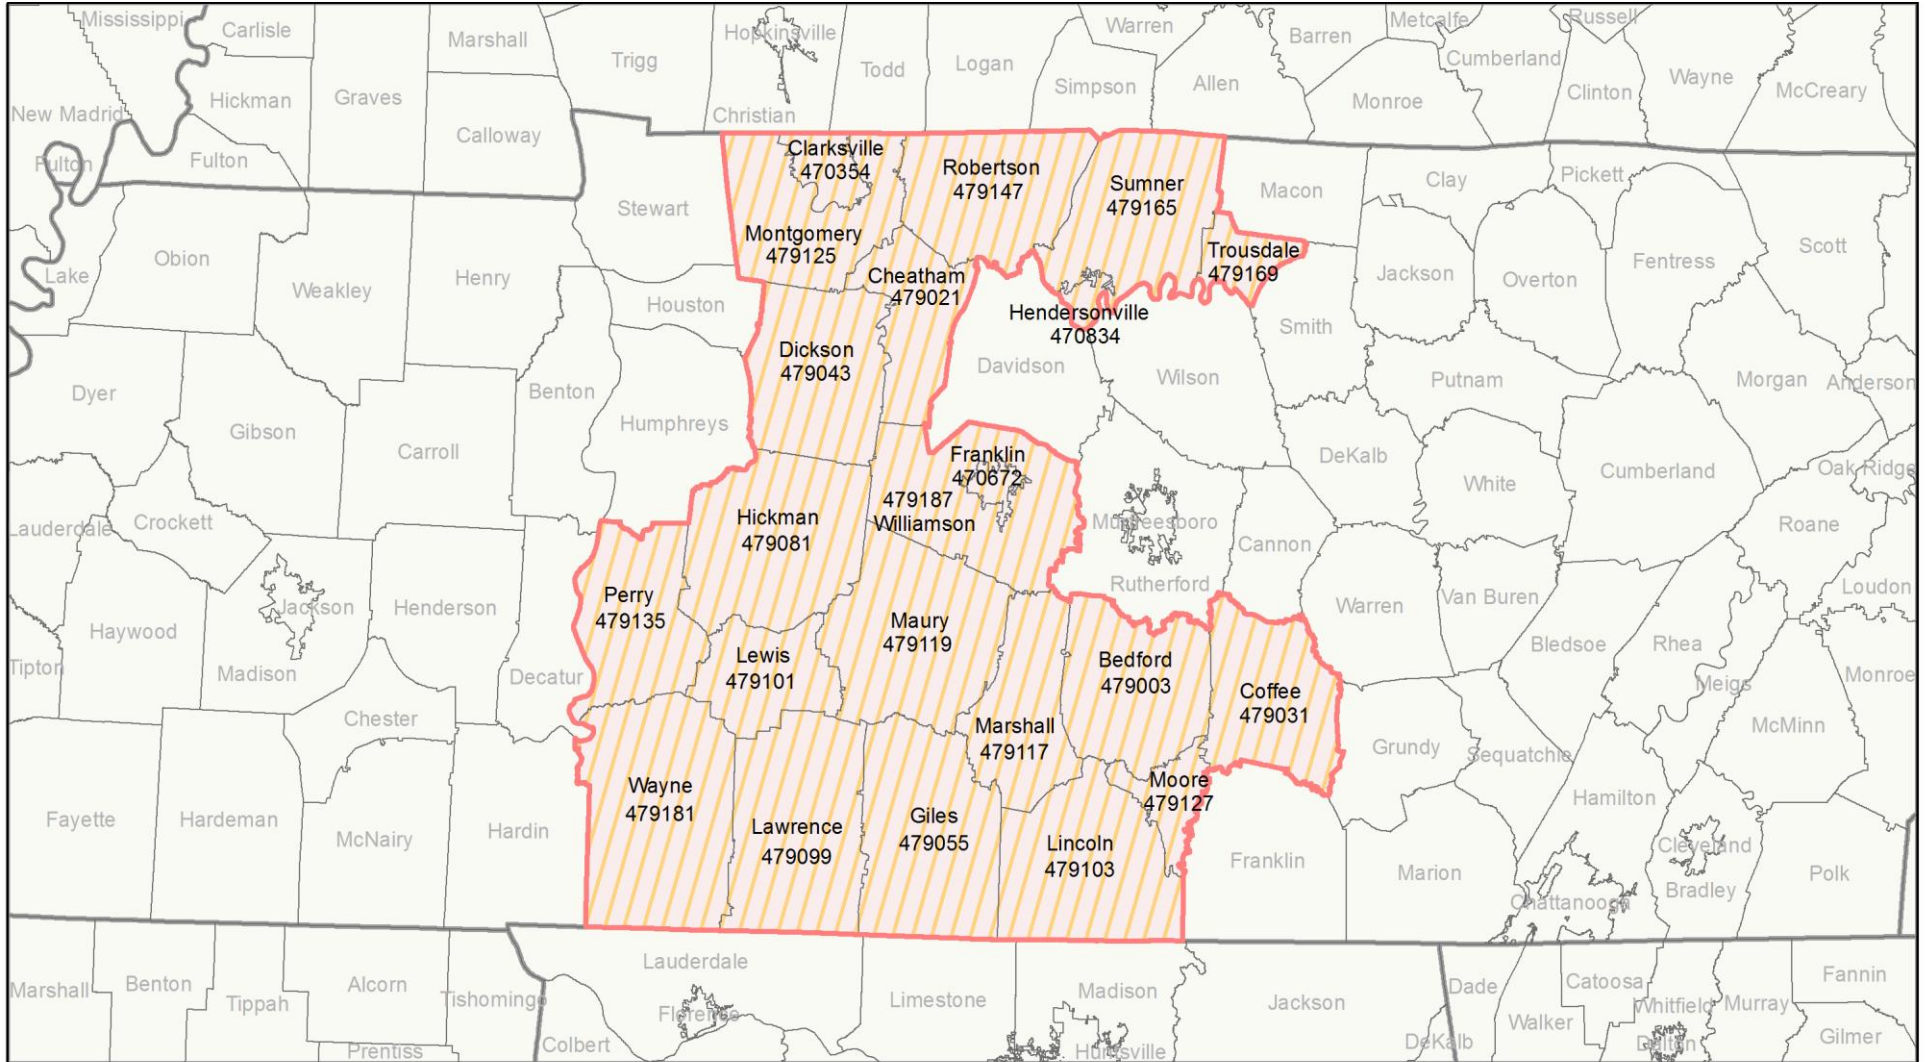 Mississippi
Carlisle
Marshall
Trigg
Hopkinsville
Todd
Logan
Warren
Simpson
Allen
Barren
Metcalfe
Cumberland
Russell
Clinton
Wayne
McCreary
New Madrid
Hickman
Graves
Calloway
Christian
Monroe
Fulton
Fulton
Clarksville
470354
Robertson
479147
Sumner
479165
Macon
Clay
Pickett
Stewart
Montgomery
479125
Trousdale
479169
Scott
Lake
Obion
Weakley
Henry
Houston
Cheatham
479021
Jackson
Overton
Fentress
Hendersonville
470834
Smith
Dickson
479043
Davidson
Wilson
Dyer
Benton
Putnam
Morgan
Anderson
Gibson
Carroll
Humphreys
Franklin
470672
DeKalb
White
Cumberland
Oak Ridge
Lauderdale
Crockett
Hickman
479081
479187
Williamson
Murfreesboro
Cannon
Roane
Rutherford
Loudon
Haywood
Jackson
Henderson
Perry
479135
Maury
479119
Warren
Van Buren
Bledsoe
Rhea
Tipton
Madison
Decatur
Lewis
479101
Bedford
479003
Coffee
479031
Meigs
Monroe
Chester
Marshall
479117
Grundy
Sequatchie
McMinn
Fayette
Hardeman
McNairy
Hardin
Wayne
479181
Lawrence
479099
Giles
479055
Moore
479127
Lincoln
479103
Franklin
Marion
Hamilton
Cleveland
Bradley
Polk
Chattanooga
Marshall
Benton
Tippah
Alcorn
Tishomingo
Prentiss
Lauderdale
Florence
Colbert
Limestone
Madison
Huntsville
Jackson
DeKalb
Dade
Walker
Catoosa
Whitfield
Dalton
Murray
Fannin
Gilmer